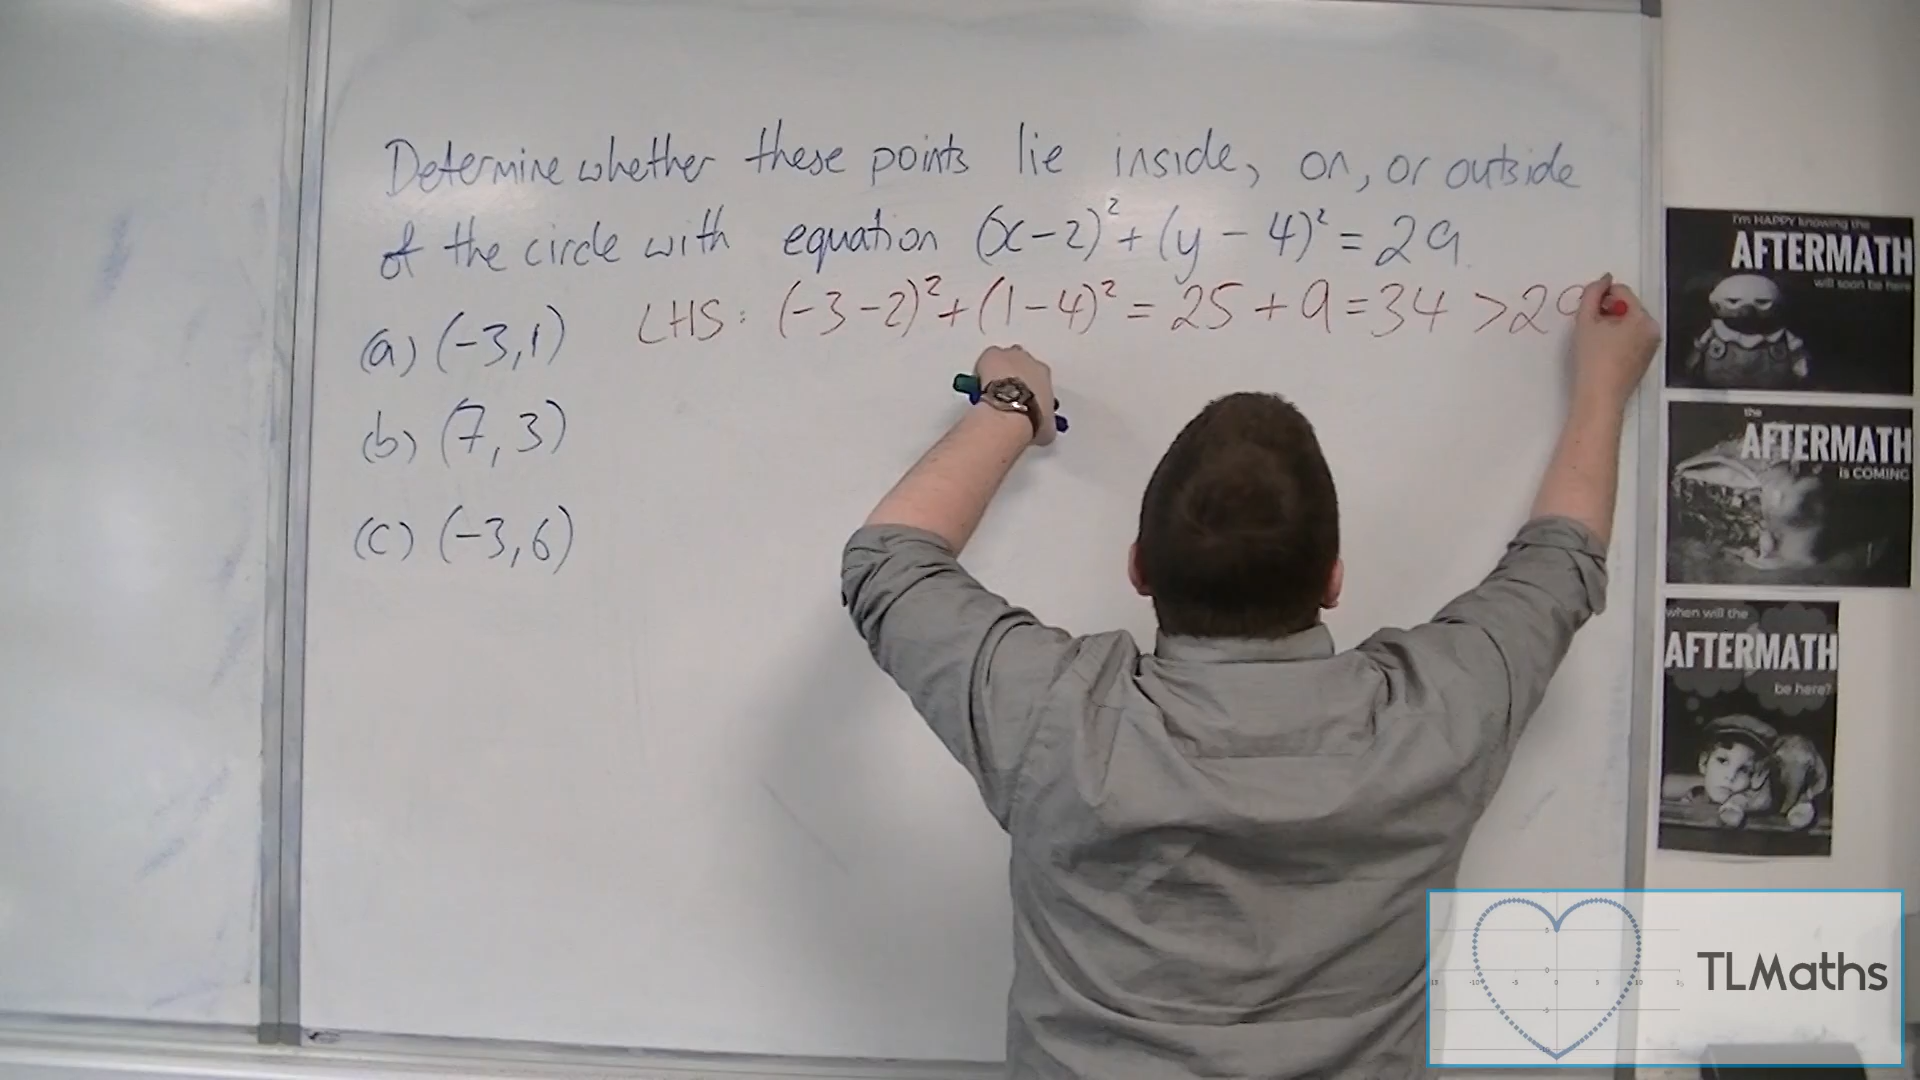 Determine whether these points lie inside, on, or outside
of the circle with equation (x-2)² + (y-4)² = 29
(a) (-3,1) LHS: (-3-2)² + (1-4)² = 25 + 9 = 34 > 29
(b) (7,3)
(c) (-3,6)
I'm HAPPY knowing the
AFTERMATH
will soon be here
the
AFTERMATH
is COMING
when will the
AFTERMATH
be here?
TLMaths